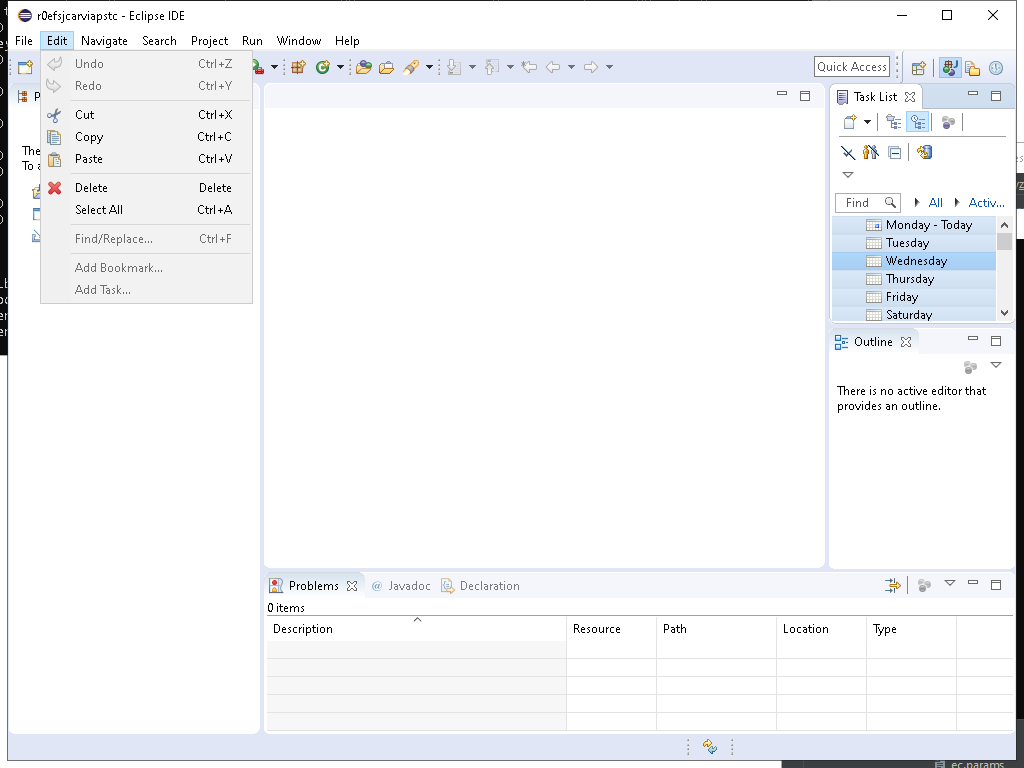 r0efsjcarviapstc - Eclipse IDE
File Edit Navigate Search Project Run Window Help
Undo Ctrl+Z
Redo Ctrl+Y
Cut Ctrl+X
Copy Ctrl+C
Paste Ctrl+V
Delete Delete
Select All Ctrl+A
Find/Replace... Ctrl+F
Add Bookmark...
Add Task...
Quick Access
P
The
To a
Task List
Find All Activ...
Monday - Today
Tuesday
Wednesday
Thursday
Friday
Saturday
Outline
There is no active editor that
provides an outline.
Problems @ Javadoc Declaration
0 items
Description Resource Path Location Type
ec.params